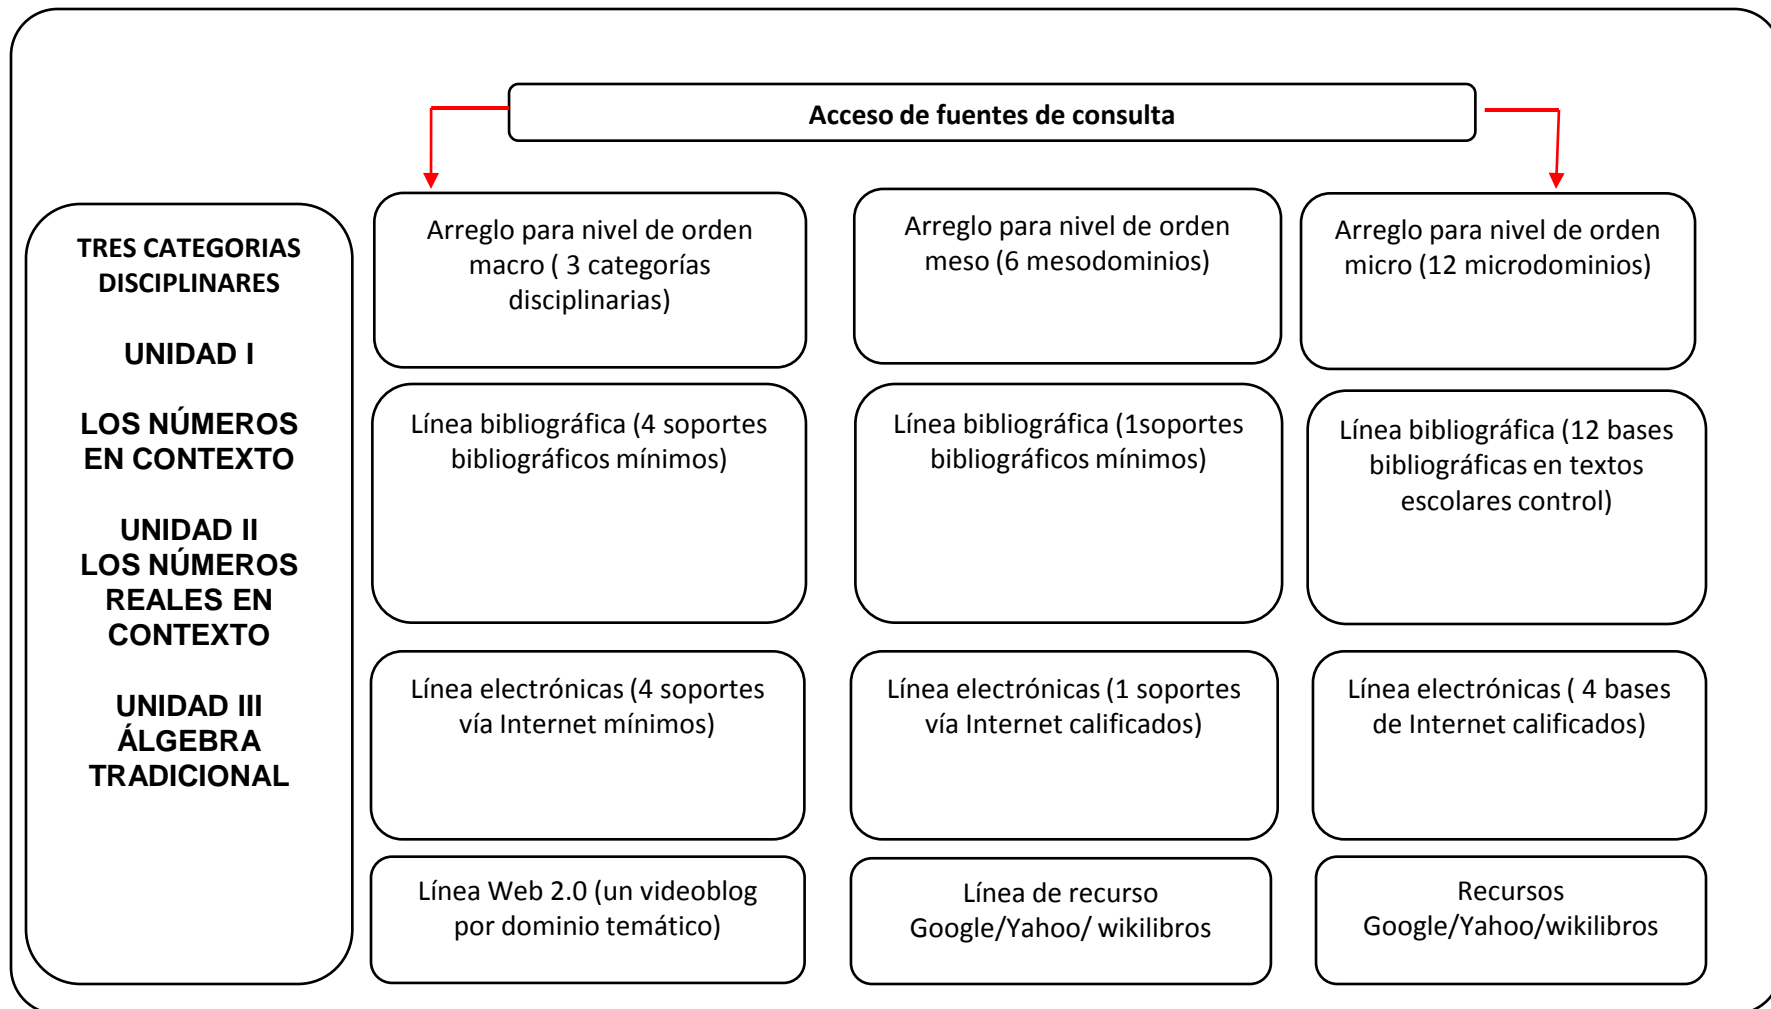 Acceso de fuentes de consulta
TRES CATEGORIAS
DISCIPLINARES
UNIDAD I
LOS NÚMEROS
EN CONTEXTO
UNIDAD II
LOS NÚMEROS
REALES EN
CONTEXTO
UNIDAD III
ÁLGEBRA
TRADICIONAL
Arreglo para nivel de orden
macro ( 3 categorías
disciplinarias)
Arreglo para nivel de orden
meso (6 mesodominios)
Arreglo para nivel de orden
micro (12 microdominios)
Línea bibliográfica (4 soportes
bibliográficos mínimos)
Línea bibliográfica (1soportes
bibliográficos mínimos)
Línea bibliográfica (12 bases
bibliográficas en textos
escolares control)
Línea electrónicas (4 soportes
vía Internet mínimos)
Línea electrónicas (1 soportes
vía Internet calificados)
Línea electrónicas ( 4 bases
de Internet calificados)
Línea Web 2.0 (un videoblog
por dominio temático)
Línea de recurso
Google/Yahoo/ wikilibros
Recursos
Google/Yahoo/wikilibros